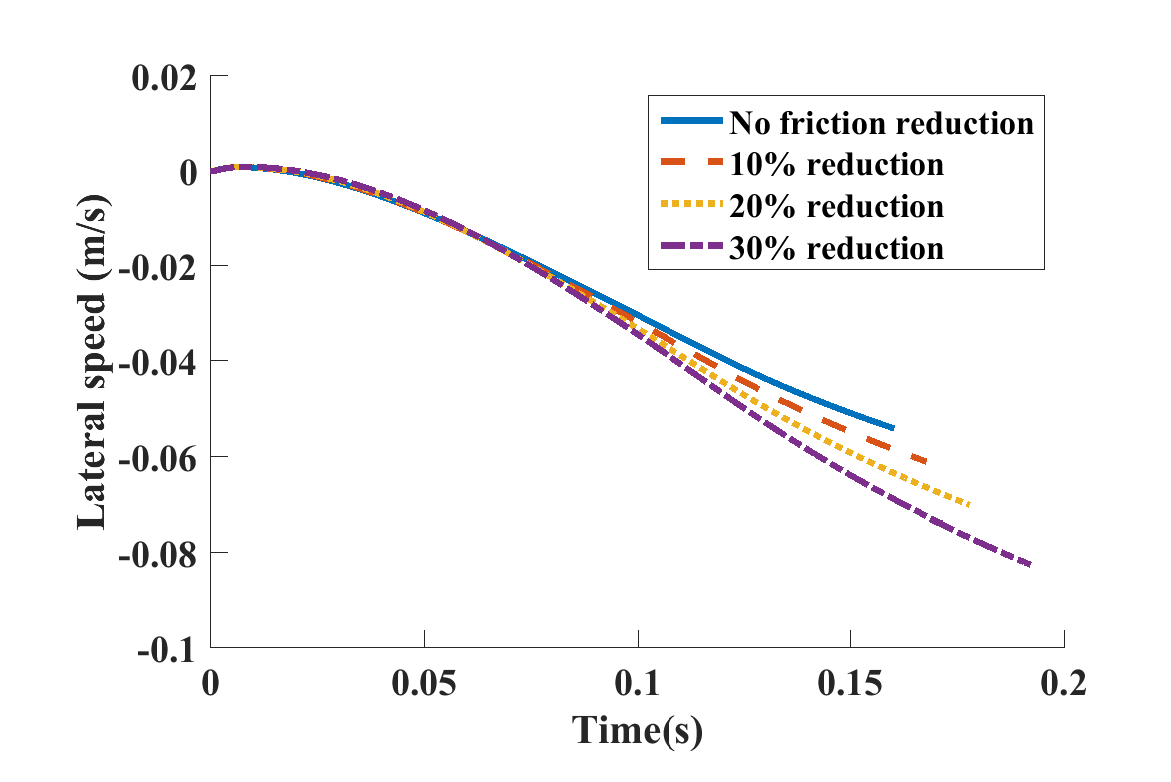 0.02
0
-0.02
-0.04
-0.06
-0.08
-0.1
Lateral speed (m/s)
No friction reduction
10% reduction
20% reduction
30% reduction
0 0.05 0.1 0.15 0.2
Time(s)